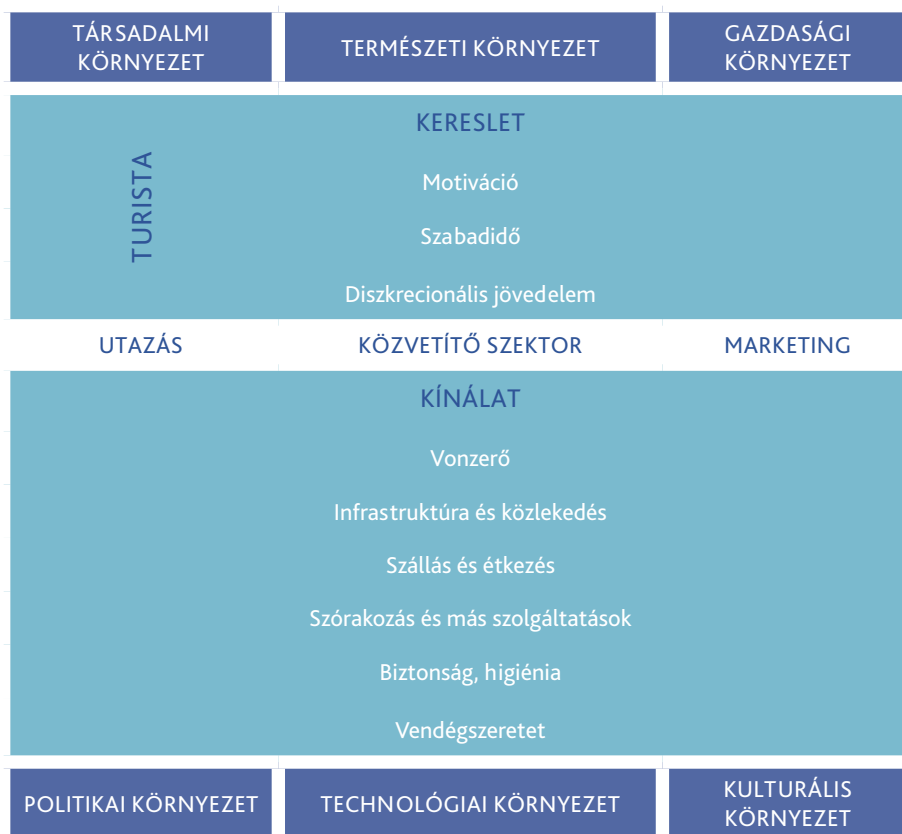 TÁRSADALMI
KÖRNYEZET
TERMÉSZETI KÖRNYEZET
GAZDASÁGI
KÖRNYEZET
KERESLET
TURISTA
Motiváció
Szabadidő
Diszkrecionális jövedelem
UTAZÁS
KÖZVETÍTŐ SZEKTOR
MARKETING
KÍNÁLAT
Vonzerő
Infrastruktúra és közlekedés
Szállás és étkezés
Szórakozás és más szolgáltatások
Biztonság, higiénia
Vendégszeretet
POLITIKAI KÖRNYEZET
TECHNOLÓGIAI KÖRNYEZET
KULTURÁLIS
KÖRNYEZET